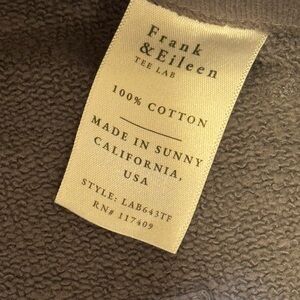 Frank
& Eileen
TEE LAB
100% COTTON
MADE IN SUNNY
CALIFORNIA,
USA
STYLE: LAB643TF
RN# 117409